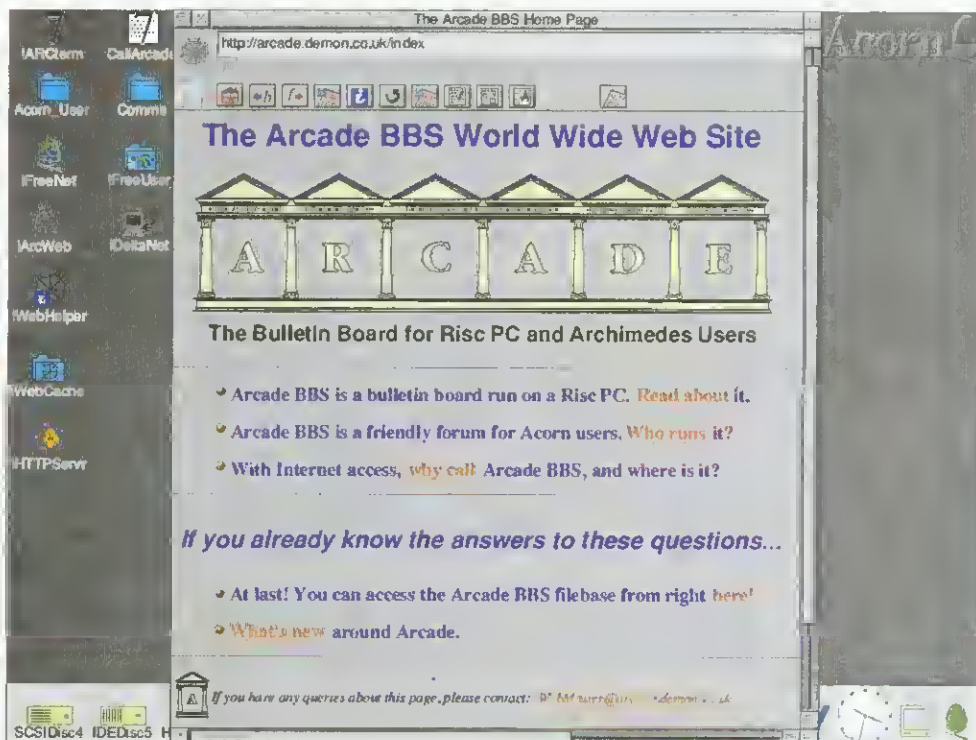 The Arcade BBS Home Page
http://arcade.demon.co.uk/index
!ARCterm CallArcade
Acorn_User Comms
!FreeNet !FreeUser
!ArcWeb !DeltaNet
!WebHelper
!WebCache
!HTTPServr
Acorn
The Arcade BBS World Wide Web Site
A R C A D E
The Bulletin Board for Risc PC and Archimedes Users
Arcade BBS is a bulletin board run on a Risc PC. Read about it.
Arcade BBS is a friendly forum for Acorn users. Who runs it?
With Internet access, why call Arcade BBS, and where is it?
If you already know the answers to these questions...
At last! You can access the Arcade BBS filebase from right here!
What's new around Arcade.
A
If you have any queries about this page, please contact:
SCSIDisc4 IDEDisc5 H